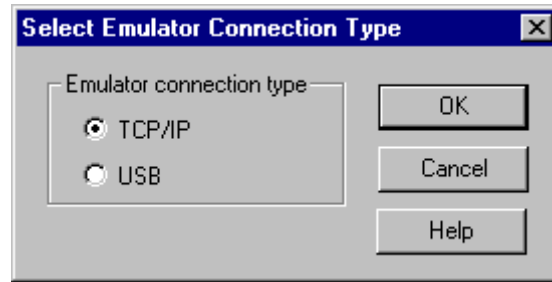 Select Emulator Connection Type
Emulator connection type
TCP/IP
USB
OK
Cancel
Help